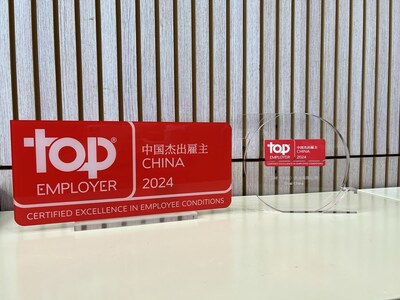 top®
EMPLOYER
中国杰出雇主
CHINA
2024
CERTIFIED EXCELLENCE IN EMPLOYEE CONDITIONS
top
EMPLOYER
中国杰出雇主
CHINA
2024